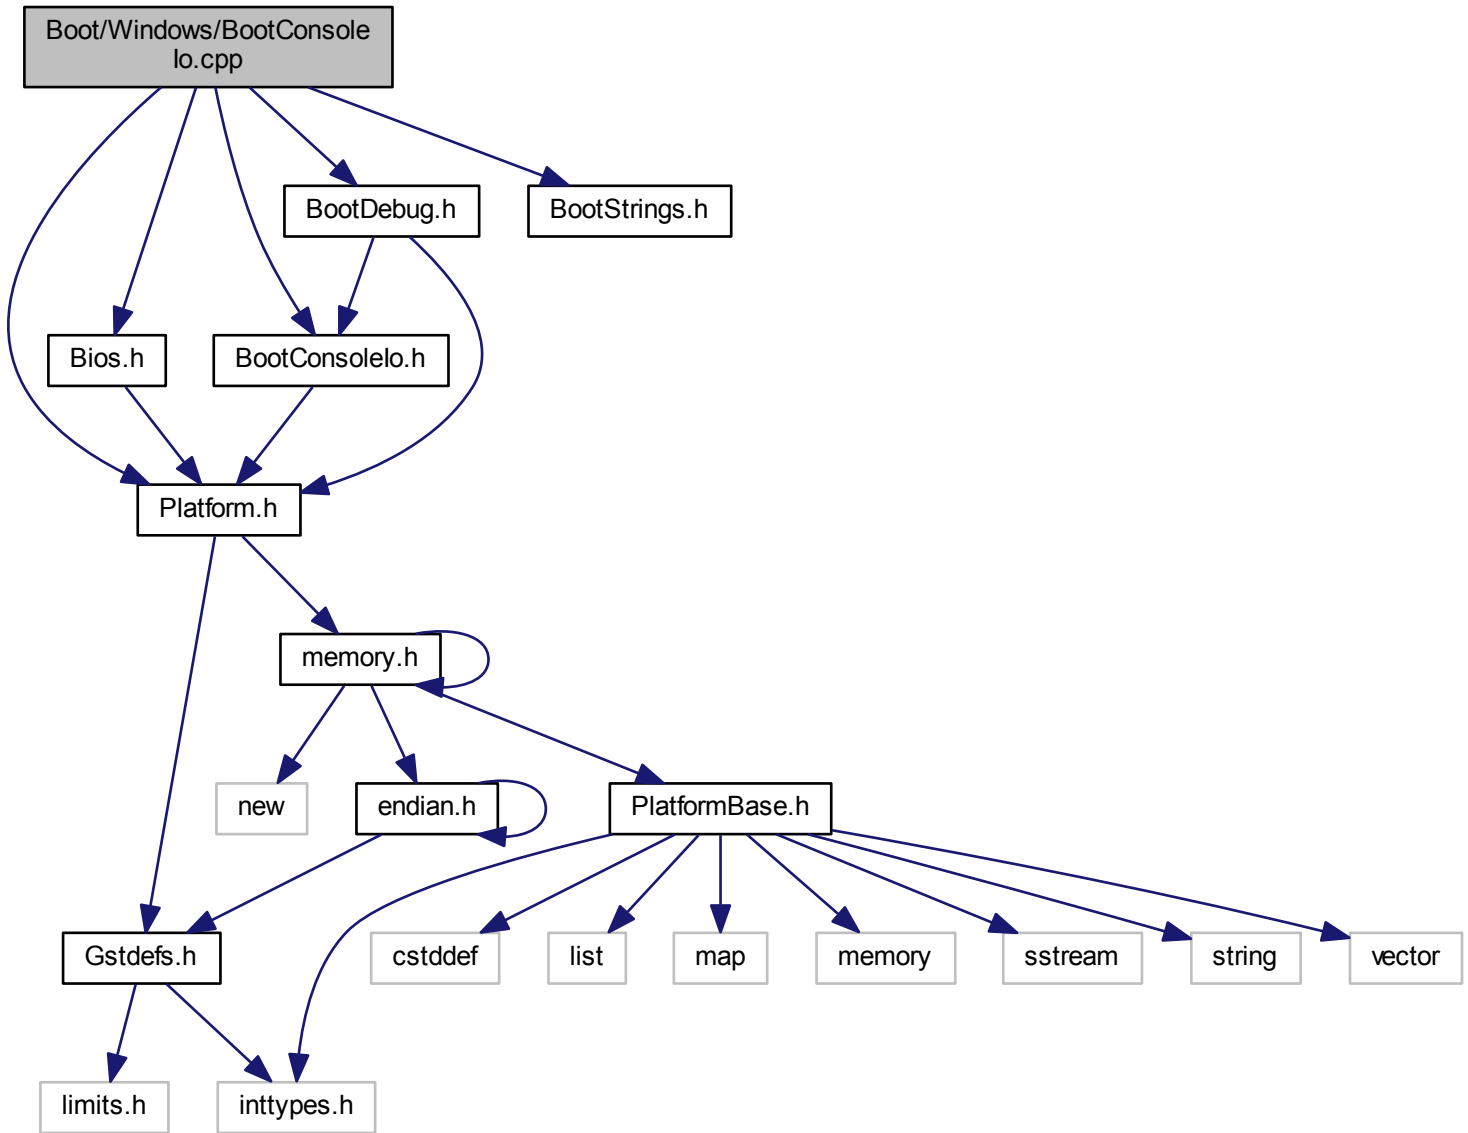 Boot/Windows/BootConsole
Io.cpp
BootDebug.h
BootStrings.h
Bios.h
BootConsoleIo.h
Platform.h
memory.h
new
endian.h
PlatformBase.h
Gstdefs.h
cstddef
list
map
memory
sstream
string
vector
limits.h
inttypes.h